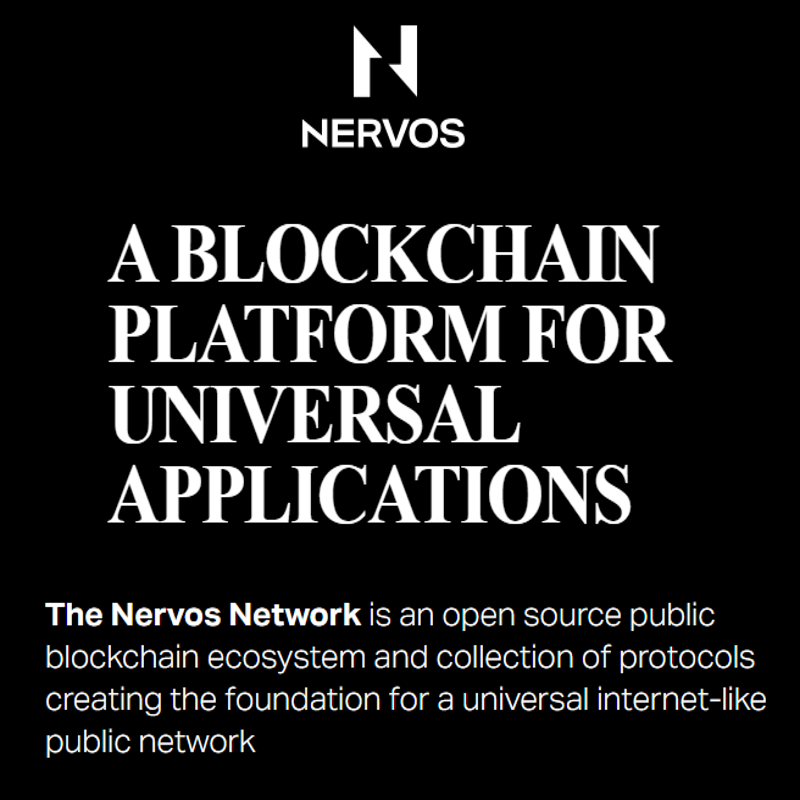 NERVOS
A BLOCKCHAIN
PLATFORM FOR
UNIVERSAL
APPLICATIONS
The Nervos Network is an open source public
blockchain ecosystem and collection of protocols
creating the foundation for a universal internet-like
public network